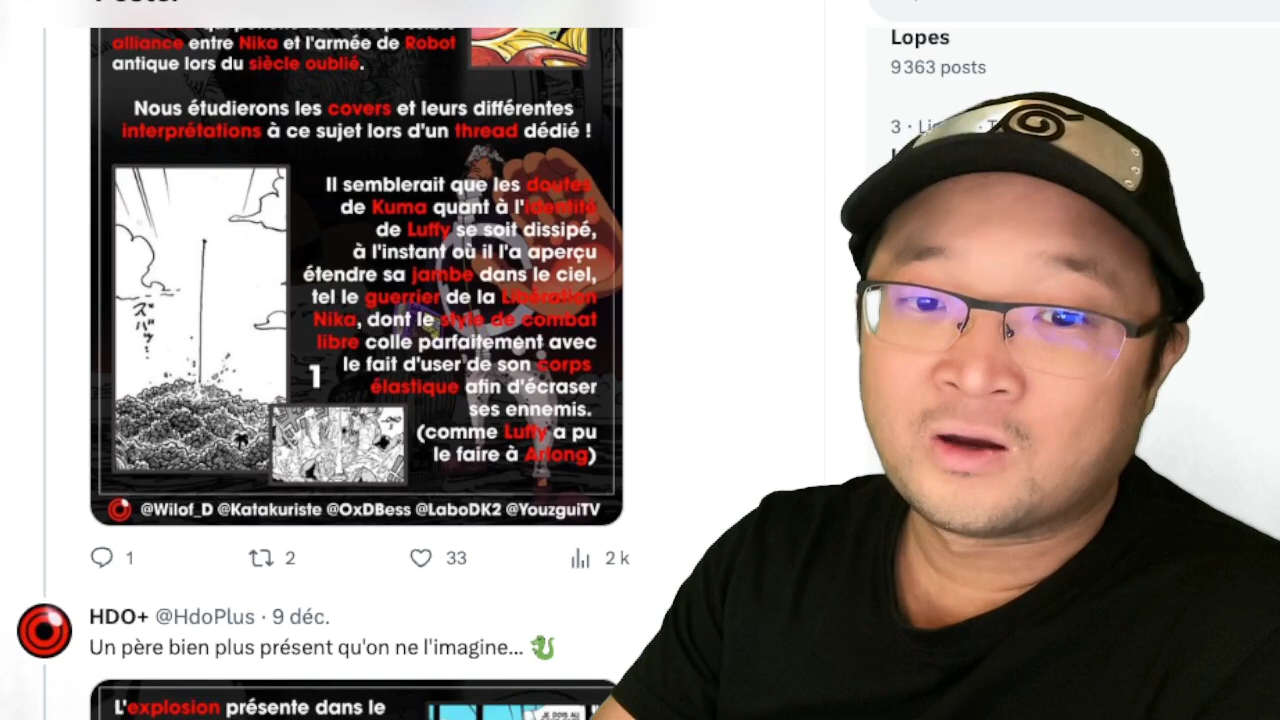 alliance entre Nika et l'armée de Robot
antique lors du siècle oublié.
Nous étudierons les covers et leurs différentes
interprétations à ce sujet lors d'un thread dédié !
Il semblerait que les doutes
de Kuma quant à l'identité
de Luffy se soit dissipé,
à l'instant où il l'a aperçu
étendre sa jambe dans le ciel,
tel le guerrier de la Libération
Nika, dont le style de combat
libre colle parfaitement avec
le fait d'user de son corps
élastique afin d'écraser
ses ennemis.
(comme Luffy a pu
le faire à Arlong)
1
@Wilof_D @Katakuriste @OxDBess @LaboDK2 @YouzguiTV
1 2 33 2 k
HDO+ @HdoPlus · 9 déc.
Un père bien plus présent qu'on ne l'imagine...
L'explosion présente dans le
JE DOIS AU
Lopes
9 363 posts
3 ·